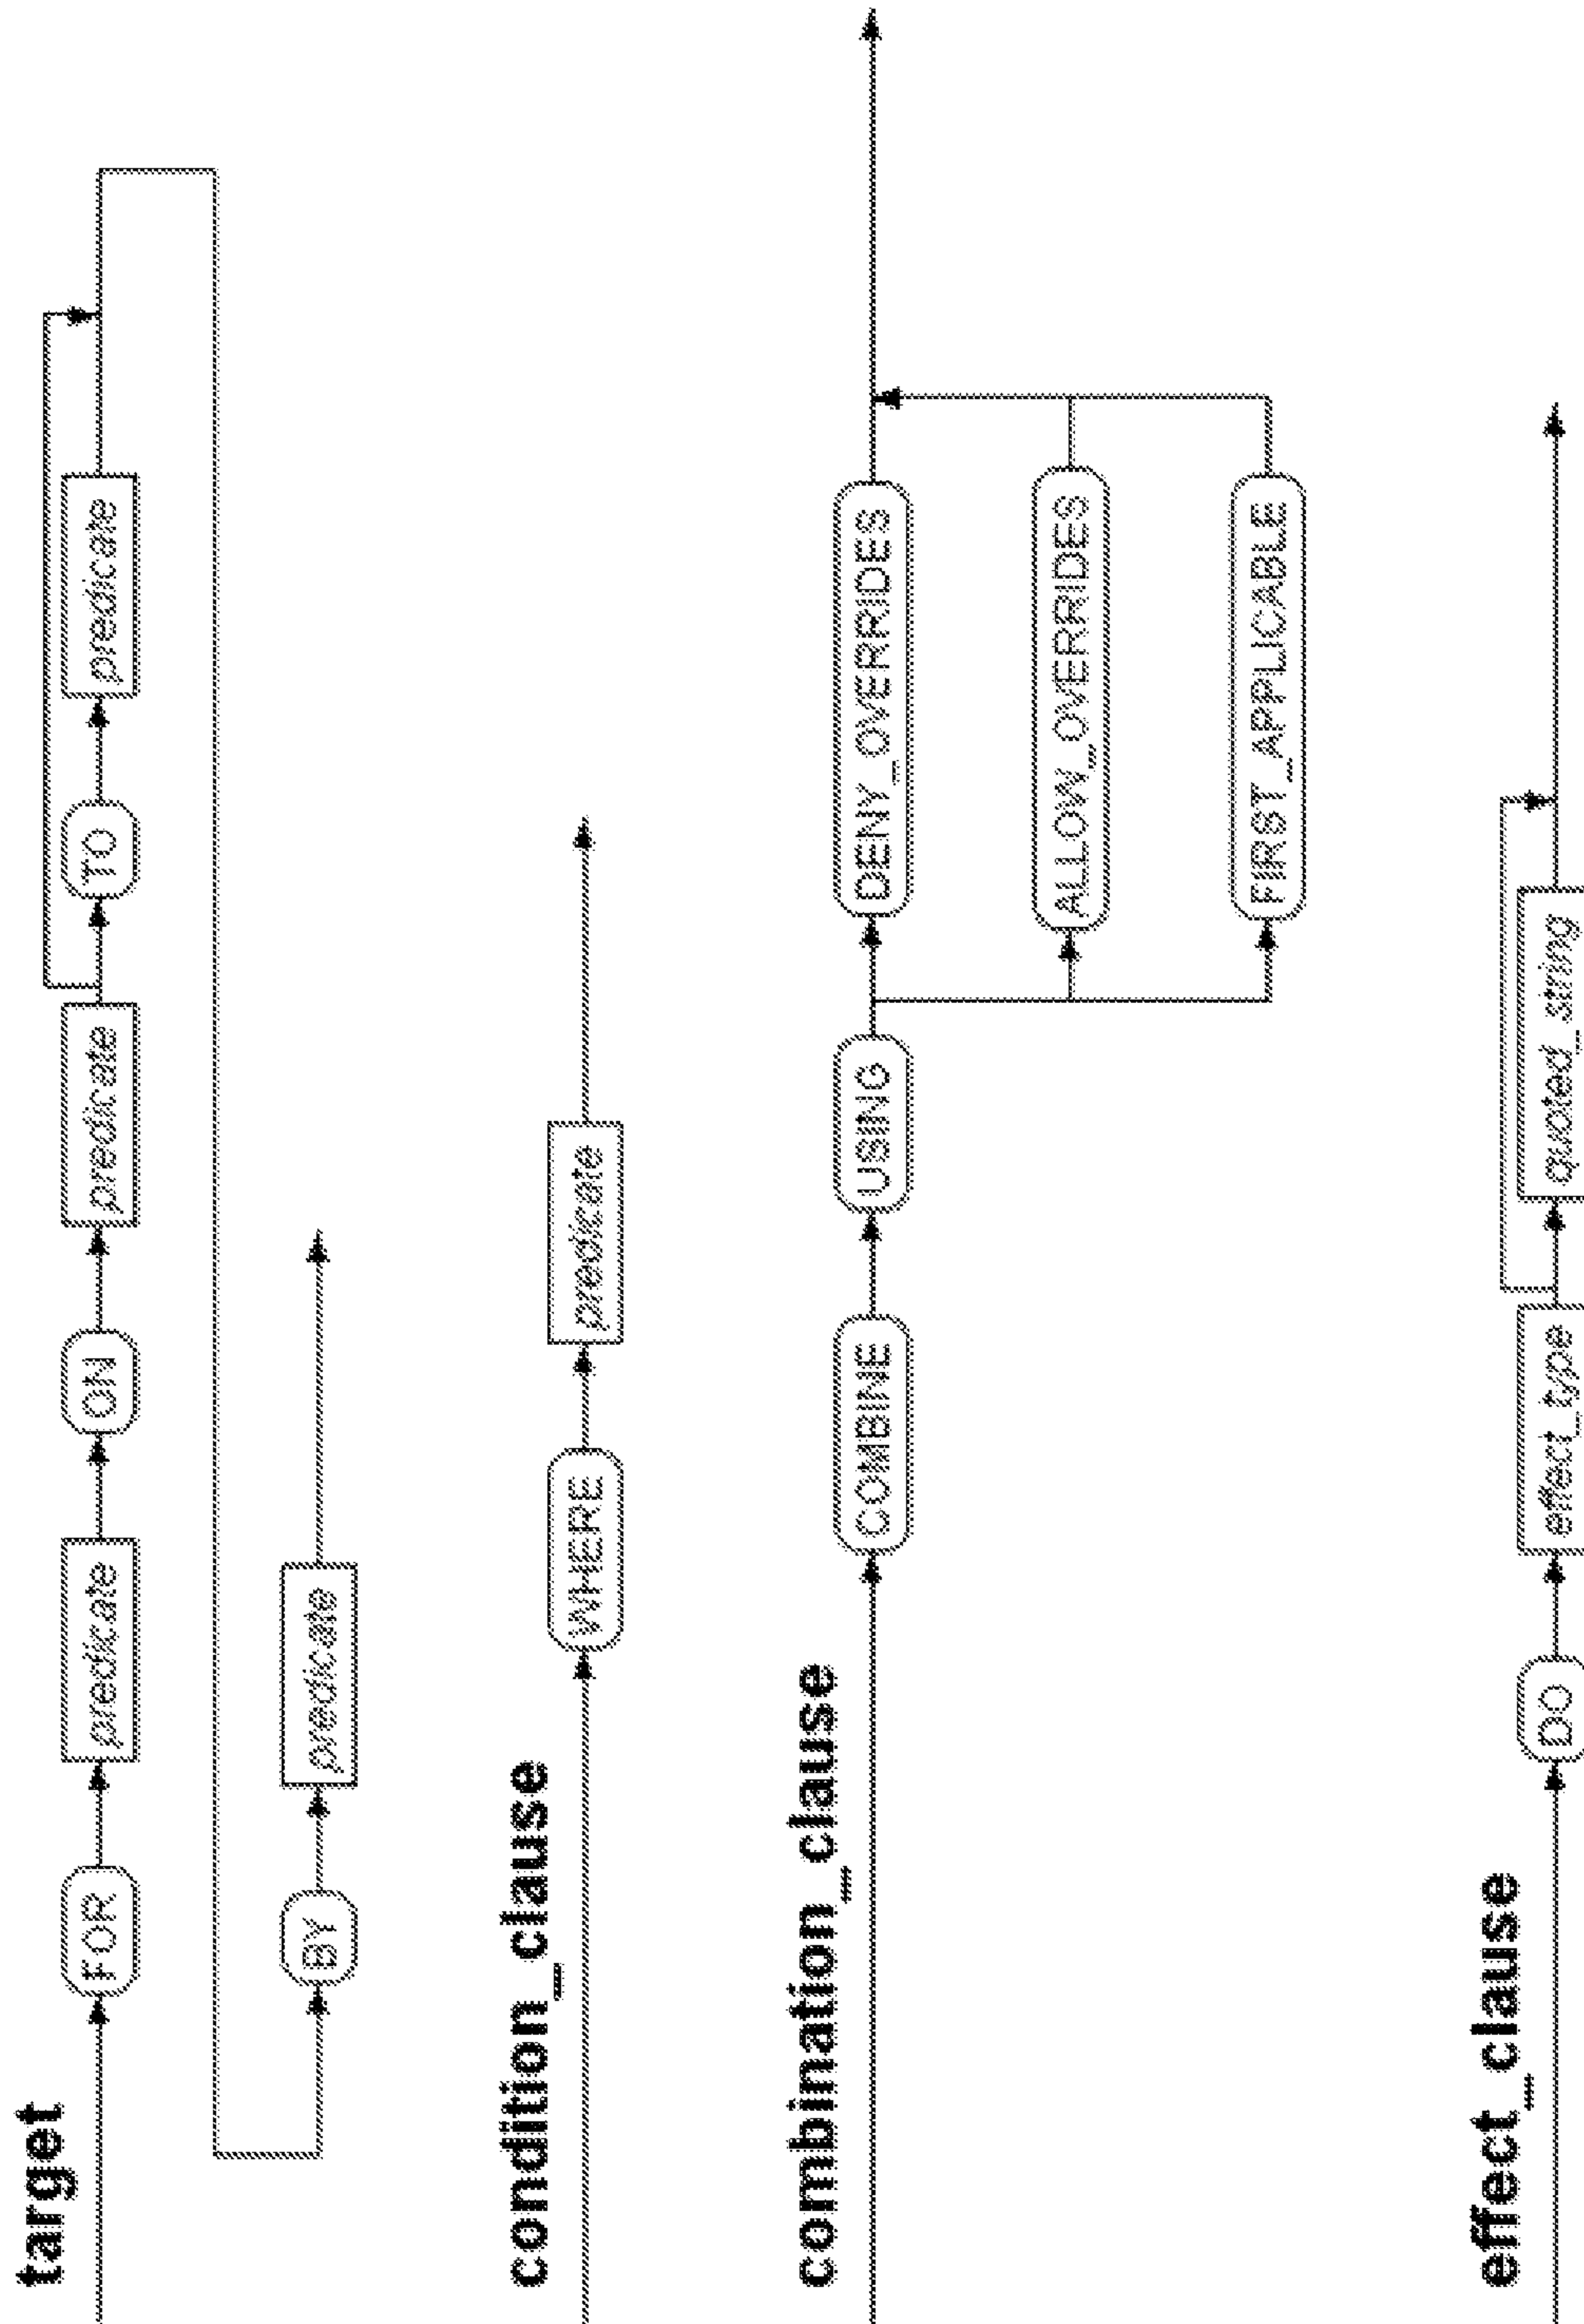 target
FOR predicate ON predicate TO predicate
BY predicate
condition_clause
WHERE predicate
combination_clause
COMBINE USING DENY_OVERRIDES
ALLOW_OVERRIDES
FIRST_APPLICABLE
effect_clause
DO effect_type quoted_string